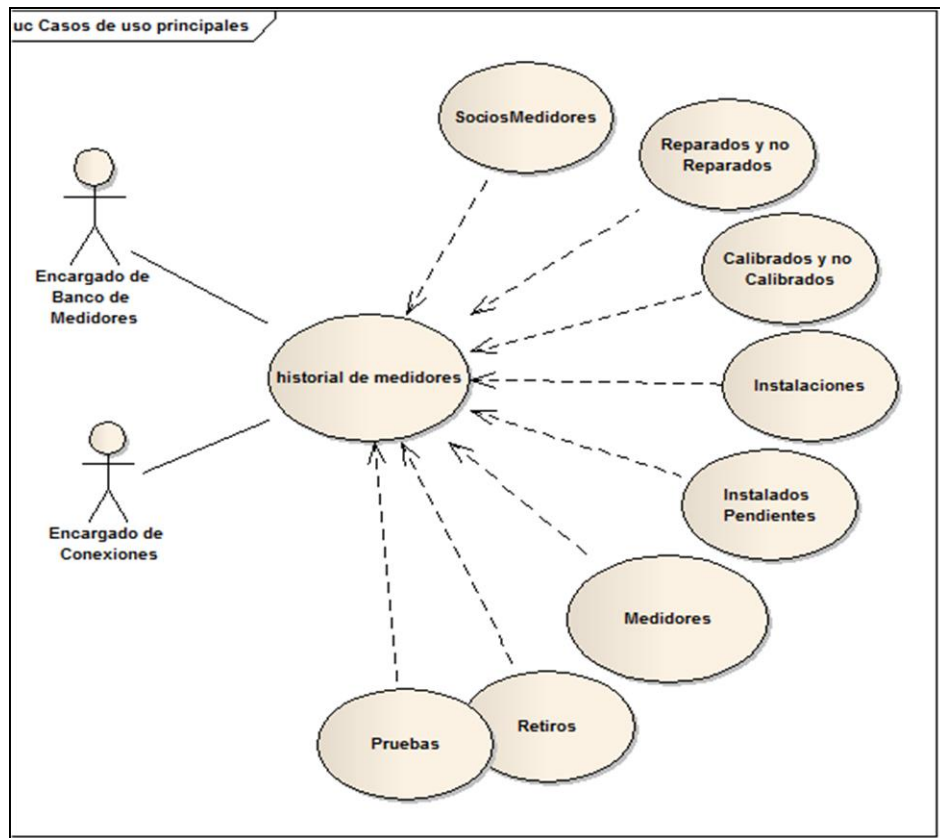 uc Casos de uso principales
SociosMedidores
Reparados y no
Reparados
Calibrados y no
Calibrados
Encargado de
Banco de
Medidores
historial de medidores
Instalaciones
Instalados
Pendientes
Encargado de
Conexiones
Medidores
Retiros
Pruebas